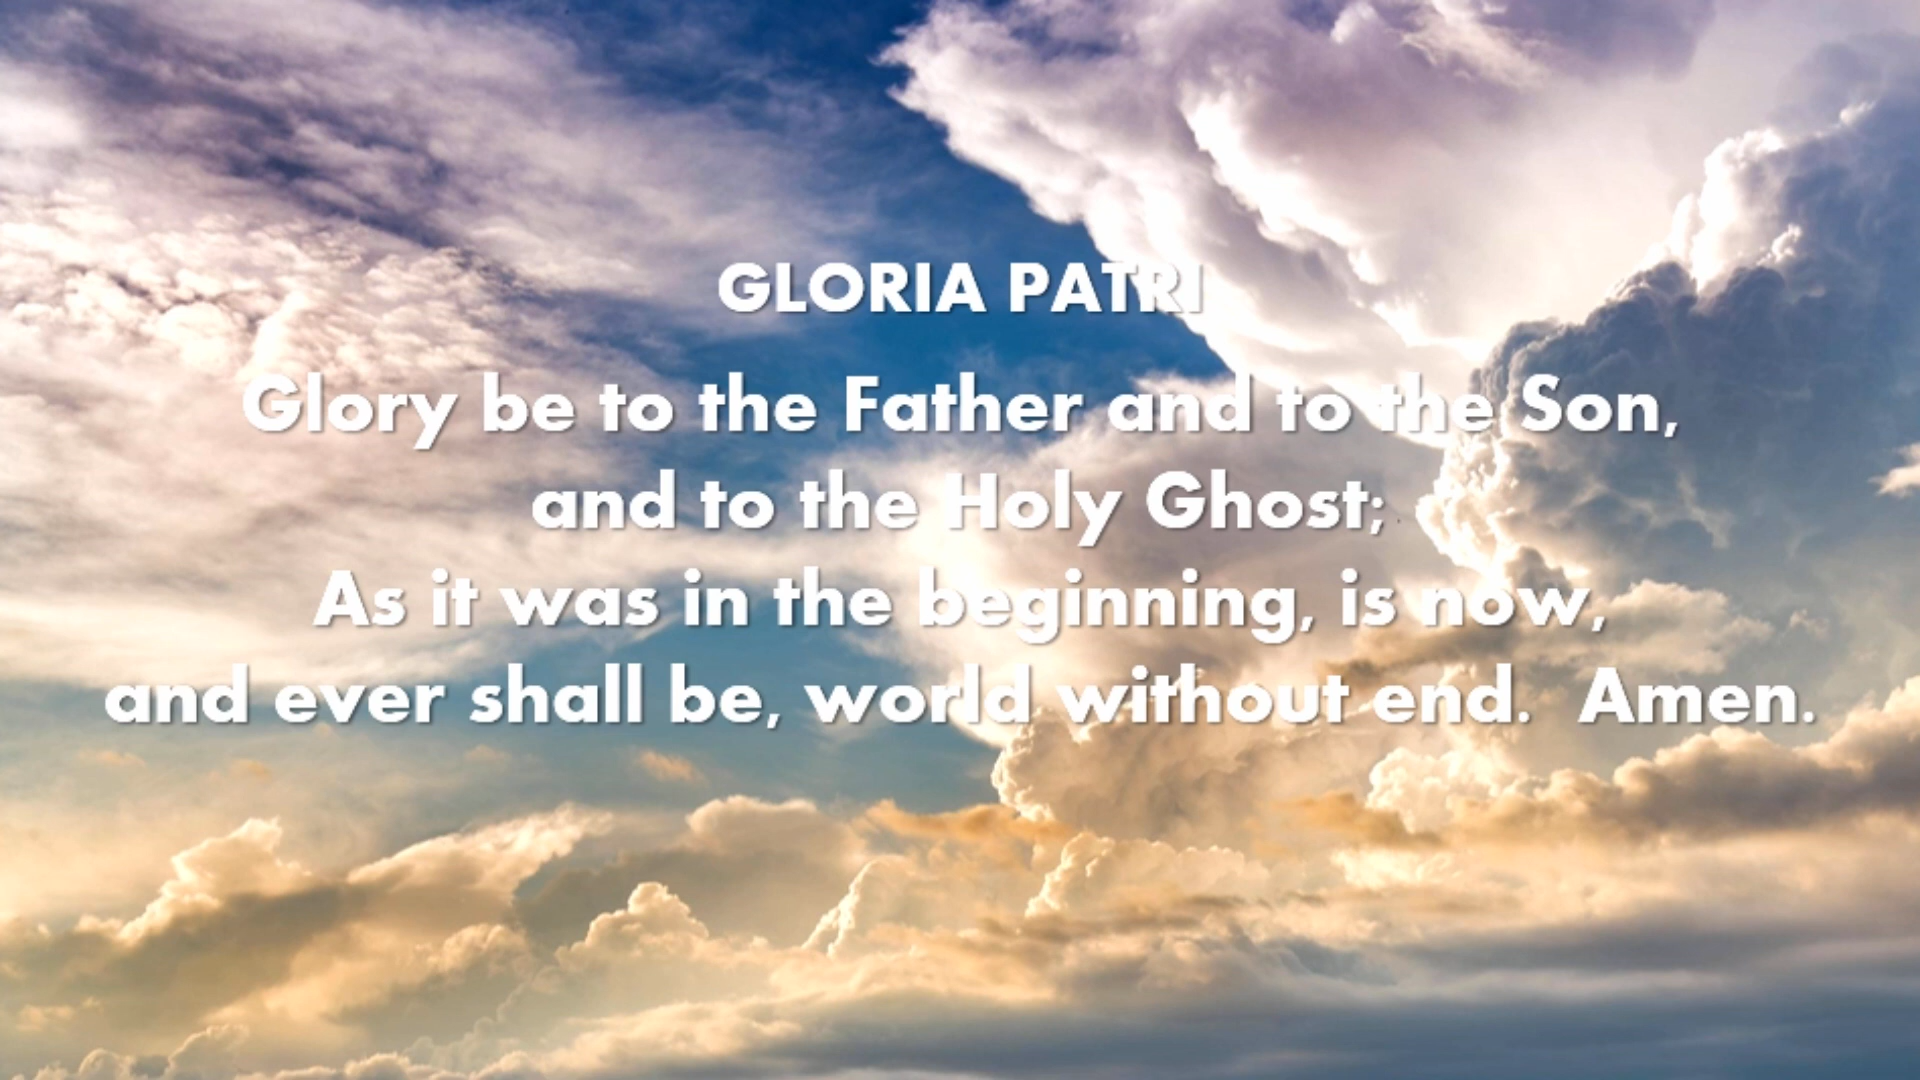 GLORIA PATRI
Glory be to the Father and to the Son,
and to the Holy Ghost;
As it was in the beginning, is now,
and ever shall be, world without end.  Amen.